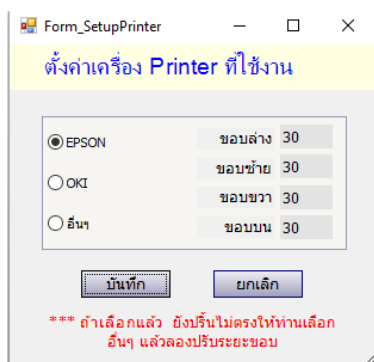 Form_SetupPrinter
ตั้งค่าเครื่อง Printer ที่ใช้งาน
EPSON
OKI
อื่นๆ
ขอบล่าง 30
ขอบซ้าย 30
ขอบขวา 30
ขอบบน 30
บันทึก ยกเลิก
*** ถ้าเลือกแล้ว ยังปริ้นไม่ตรงให้ท่านเลือก
อื่นๆ แล้วลองปรับระยะขอบ